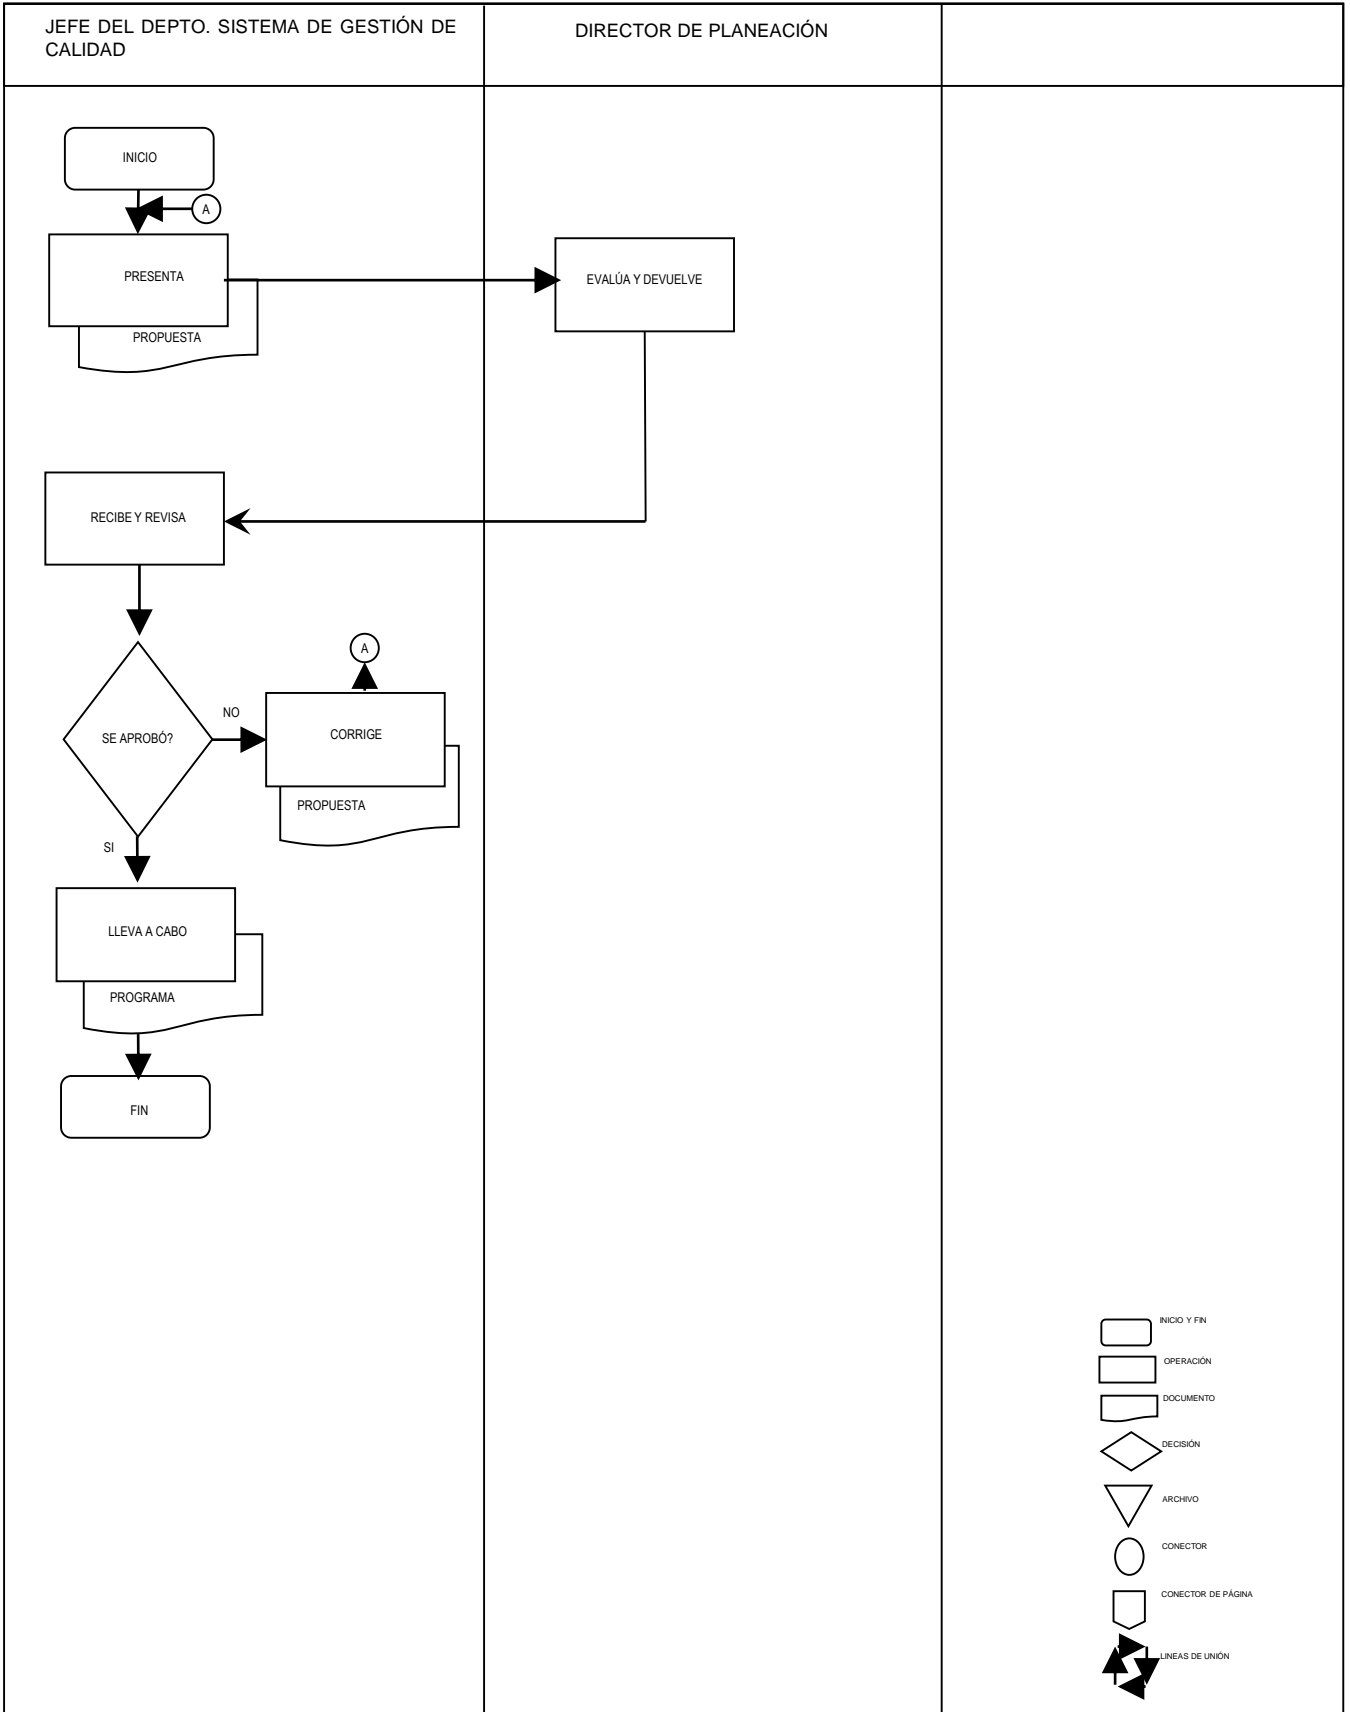 JEFE DEL DEPTO. SISTEMA DE GESTIÓN DE
CALIDAD
DIRECTOR DE PLANEACIÓN
INICIO
A
PRESENTA
PROPUESTA
EVALÚA Y DEVUELVE
RECIBE Y REVISA
A
SE APROBÓ?
NO
CORRIGE
PROPUESTA
SI
LLEVA A CABO
PROGRAMA
FIN
INICIO Y FIN
OPERACIÓN
DOCUMENTO
DECISIÓN
ARCHIVO
CONECTOR
CONECTOR DE PÁGINA
LINEAS DE UNIÓN